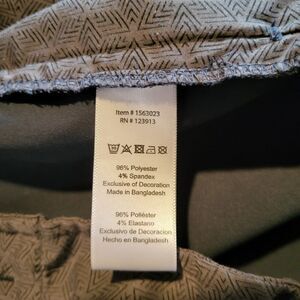 Item # 1563023
RN # 123913
96% Polyester
4% Spandex
Exclusive of Decoration
Made in Bangladesh
96% Poliéster
4% Elastano
Exclusivo de Decoracion
Hecho en Bangladesh